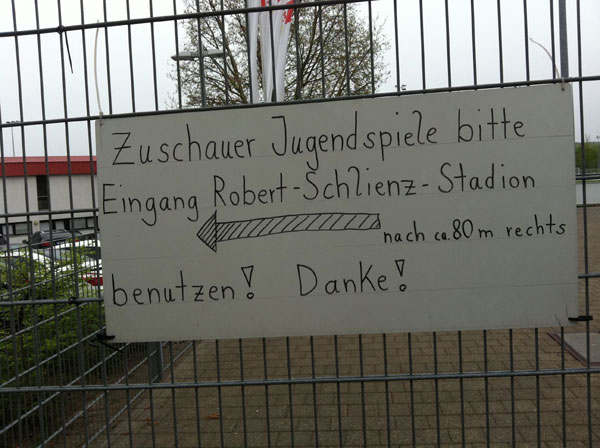 Zuschauer Jugendspiele bitte
Eingang Robert-Schlienz-Stadion
nach ca. 80 m rechts
benutzen! Danke!